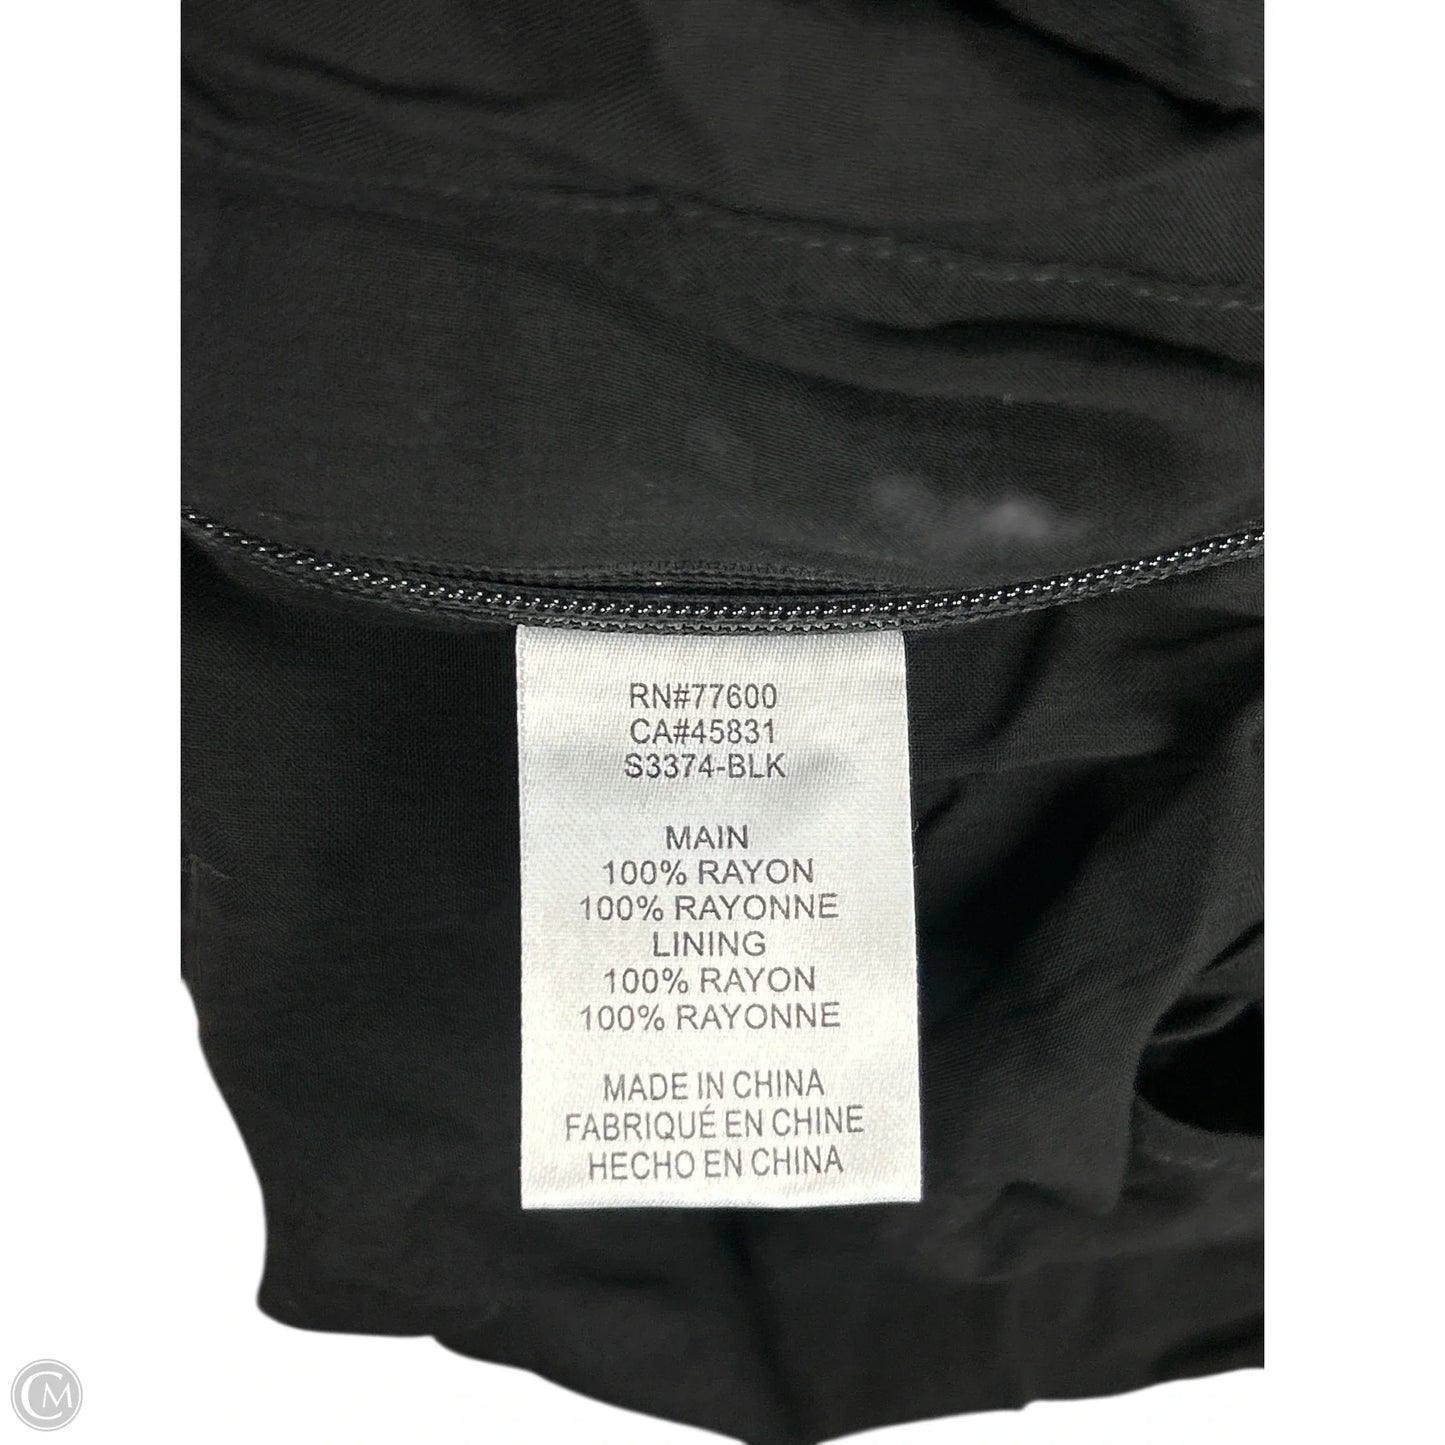 RN#77600
CA#45831
S3374-BLK
MAIN
100% RAYON
100% RAYONNE
LINING
100% RAYON
100% RAYONNE
MADE IN CHINA
FABRIQUÉ EN CHINE
HECHO EN CHINA
CM